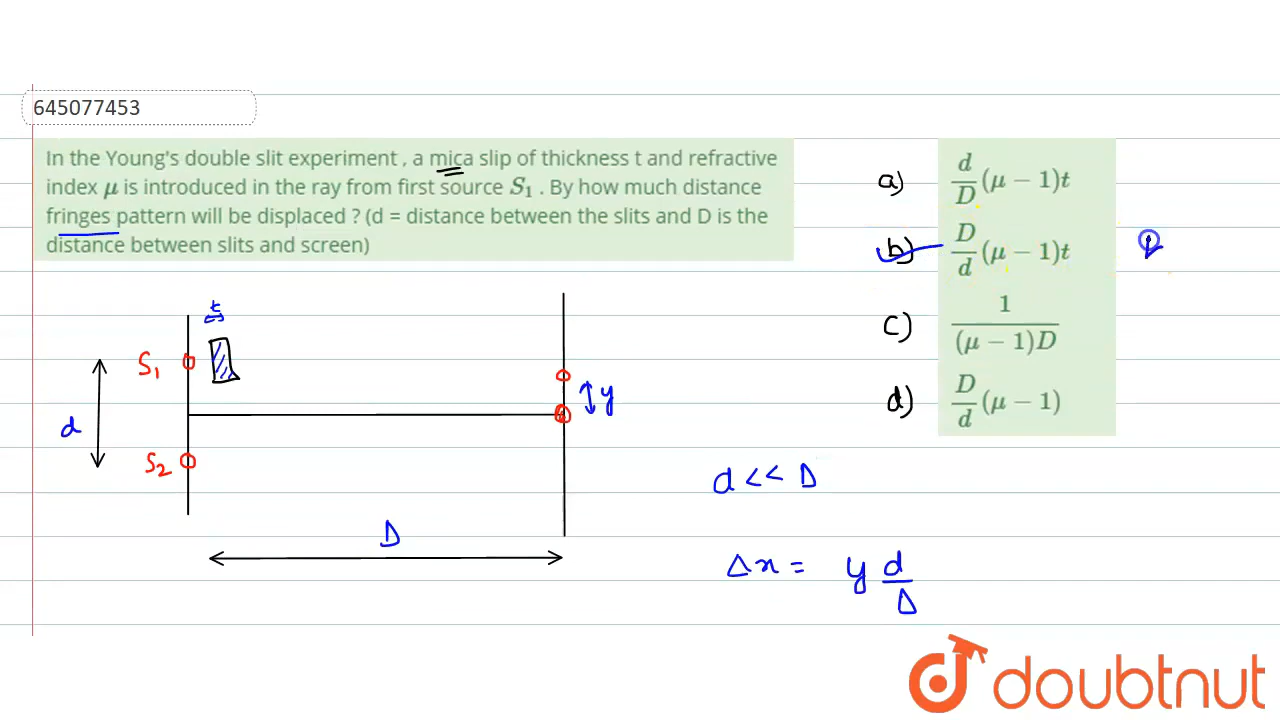 645077453
In the Young's double slit experiment , a mica slip of thickness t and refractive
index μ is introduced in the ray from first source S₁ . By how much distance
fringes pattern will be displaced ? (d = distance between the slits and D is the
distance between slits and screen)
a) d/D (μ − 1)t
b) D/d (μ − 1)t
c) 1/((μ − 1)D)
d) D/d (μ − 1)
t
S₁
d
S₂
y
D
d << D
Δx = y d/D
doubtnut